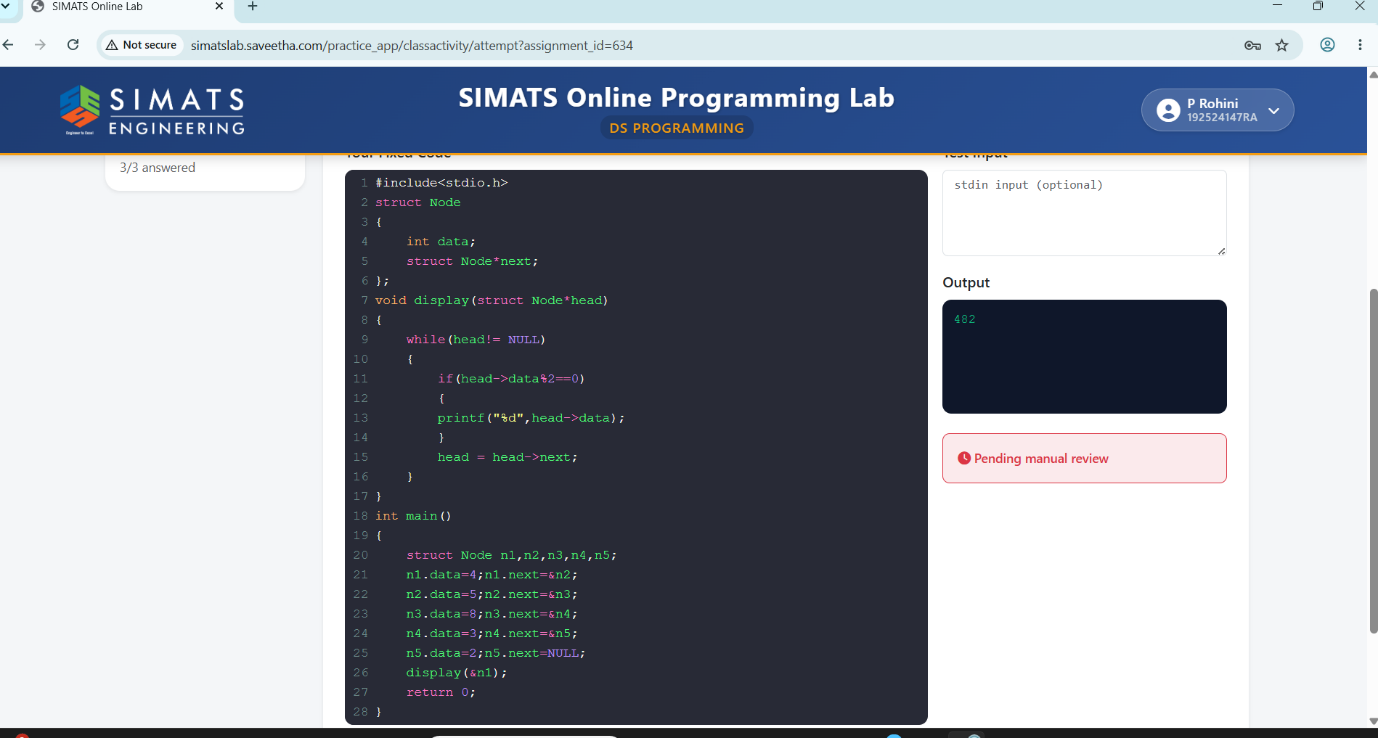 SIMATS Online Lab
Not secure
simatslab.saveetha.com/practice_app/classactivity/attempt?assignment_id=634
SIMATS
ENGINEERING
SIMATS Online Programming Lab
DS PROGRAMMING
P Rohini
192524147RA
3/3 answered
Your Fixed Code
1 #include<stdio.h>
2 struct Node
3 {
4     int data;
5     struct Node*next;
6 };
7 void display(struct Node*head)
8 {
9     while(head!= NULL)
10     {
11         if(head->data%2==0)
12         {
13         printf("%d",head->data);
14         }
15         head = head->next;
16     }
17 }
18 int main()
19 {
20     struct Node n1,n2,n3,n4,n5;
21     n1.data=4;n1.next=&n2;
22     n2.data=5;n2.next=&n3;
23     n3.data=8;n3.next=&n4;
24     n4.data=3;n4.next=&n5;
25     n5.data=2;n5.next=NULL;
26     display(&n1);
27     return 0;
28 }
Test Input
stdin input (optional)
Output
482
Pending manual review